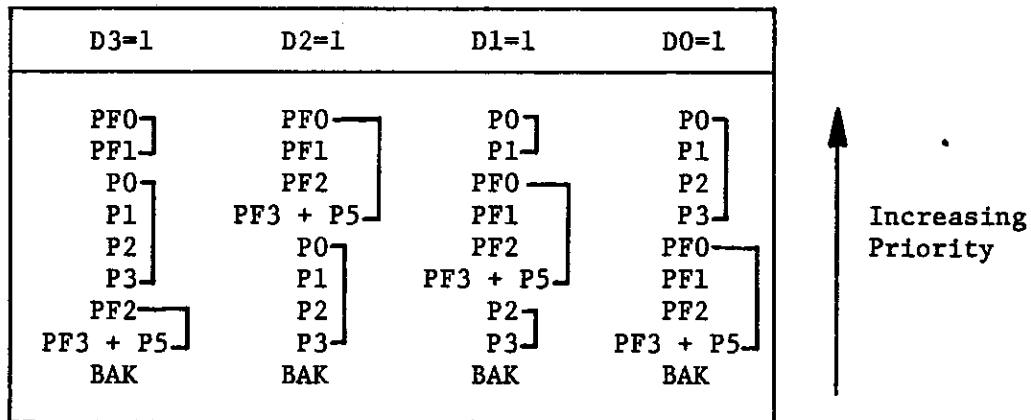 D3=1 D2=1 D1=1 D0=1
PF0 PF0 P0 P0
PF1 PF1 P1 P1
P0 PF2 PF0 P2
P1 PF3 + P5 PF1 P3 Increasing
P2 P0 PF2 PF0 Priority
P3 P1 PF3 + P5 PF1
PF2 P2 P2 PF2
PF3 + P5 P3 P3 PF3 + P5
BAK BAK BAK BAK